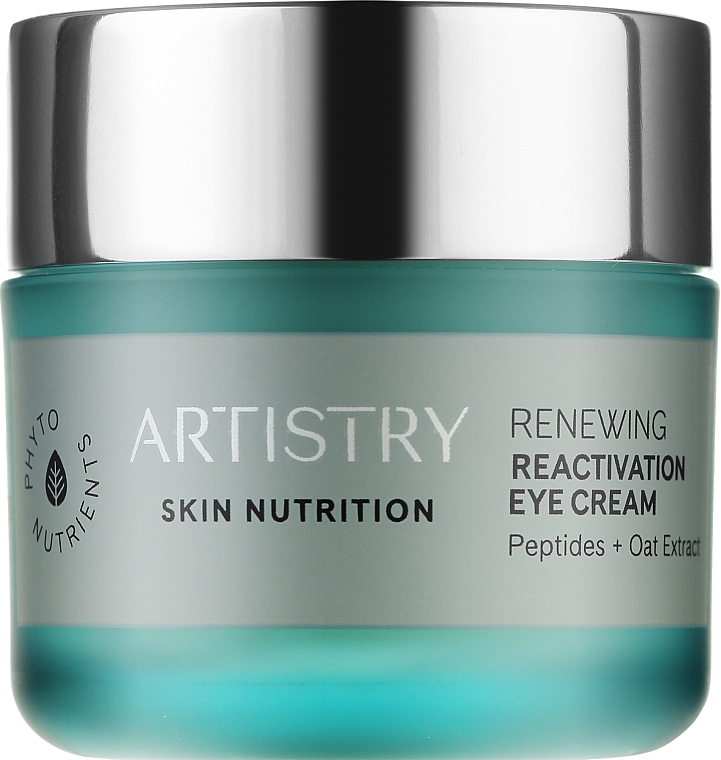 PHYTO
NUTRIENTS
ARTISTRY
SKIN NUTRITION
RENEWING
REACTIVATION
EYE CREAM
Peptides + Oat Extract